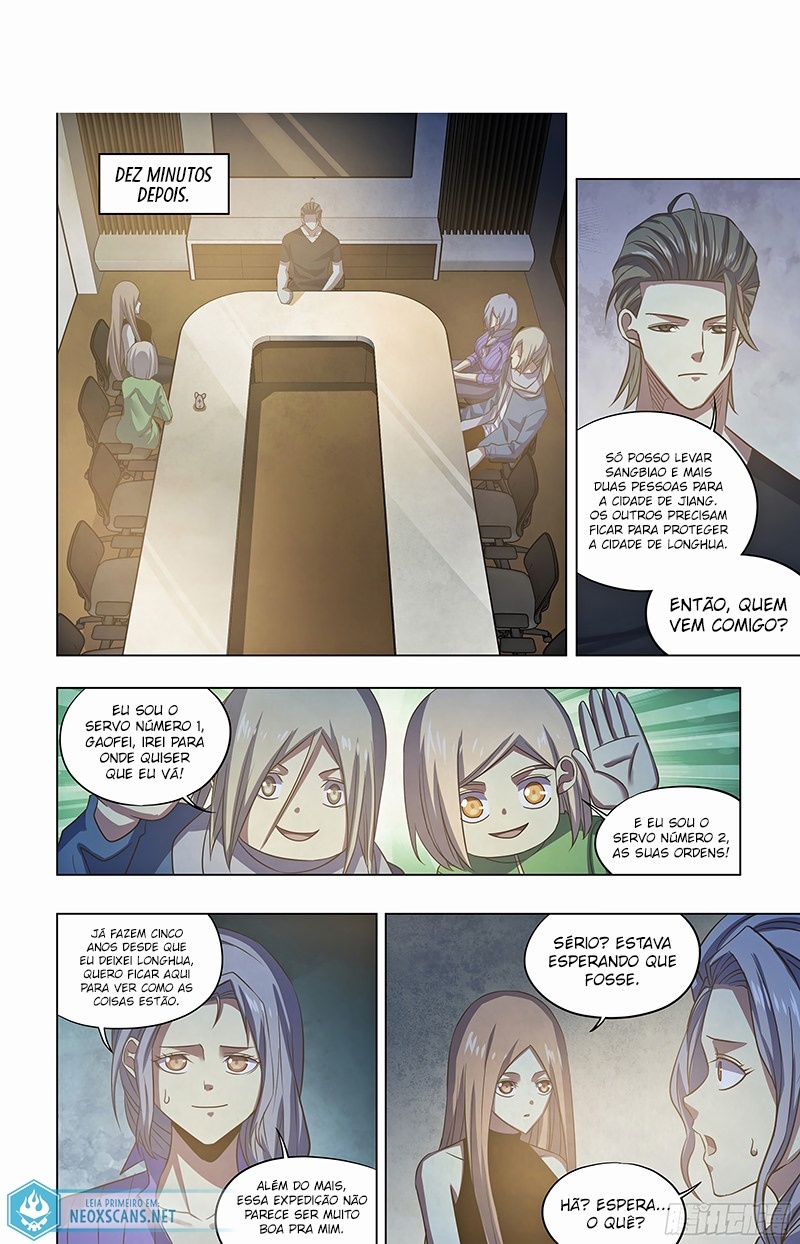 DEZ MINUTOS
DEPOIS.
SÓ POSSO LEVAR
SANGBIAO E MAIS
DUAS PESSOAS PARA
A CIDADE DE JIANG.
OS OUTROS PRECISAM
FICAR PARA PROTEGER
A CIDADE DE LONGHUA.
ENTÃO, QUEM
VEM COMIGO?
EU SOU O
SERVO NÚMERO 1,
GAOFEI, IREI PARA
ONDE QUISER
QUE EU VÁ!
E EU SOU O
SERVO NÚMERO 2,
AS SUAS ORDENS!
JÁ FAZEM CINCO
ANOS DESDE QUE
EU DEIXEI LONGHUA,
QUERO FICAR AQUI
PARA VER COMO AS
COISAS ESTÃO.
ALÉM DO MAIS,
ESSA EXPEDIÇÃO NÃO
PARECE SER MUITO
BOA PRA MIM.
SÉRIO? ESTAVA
ESPERANDO QUE
FOSSE.
HÃ? ESPERA...
O QUÊ?
LEIA PRIMEIRO EM:
NEOXSCANS.NET